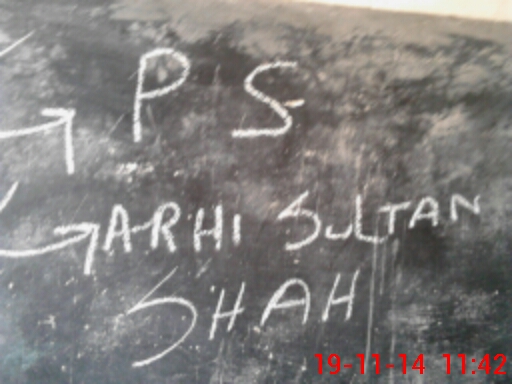 G P S
GARHI SULTAN
SHAH
19-11-14 11:42